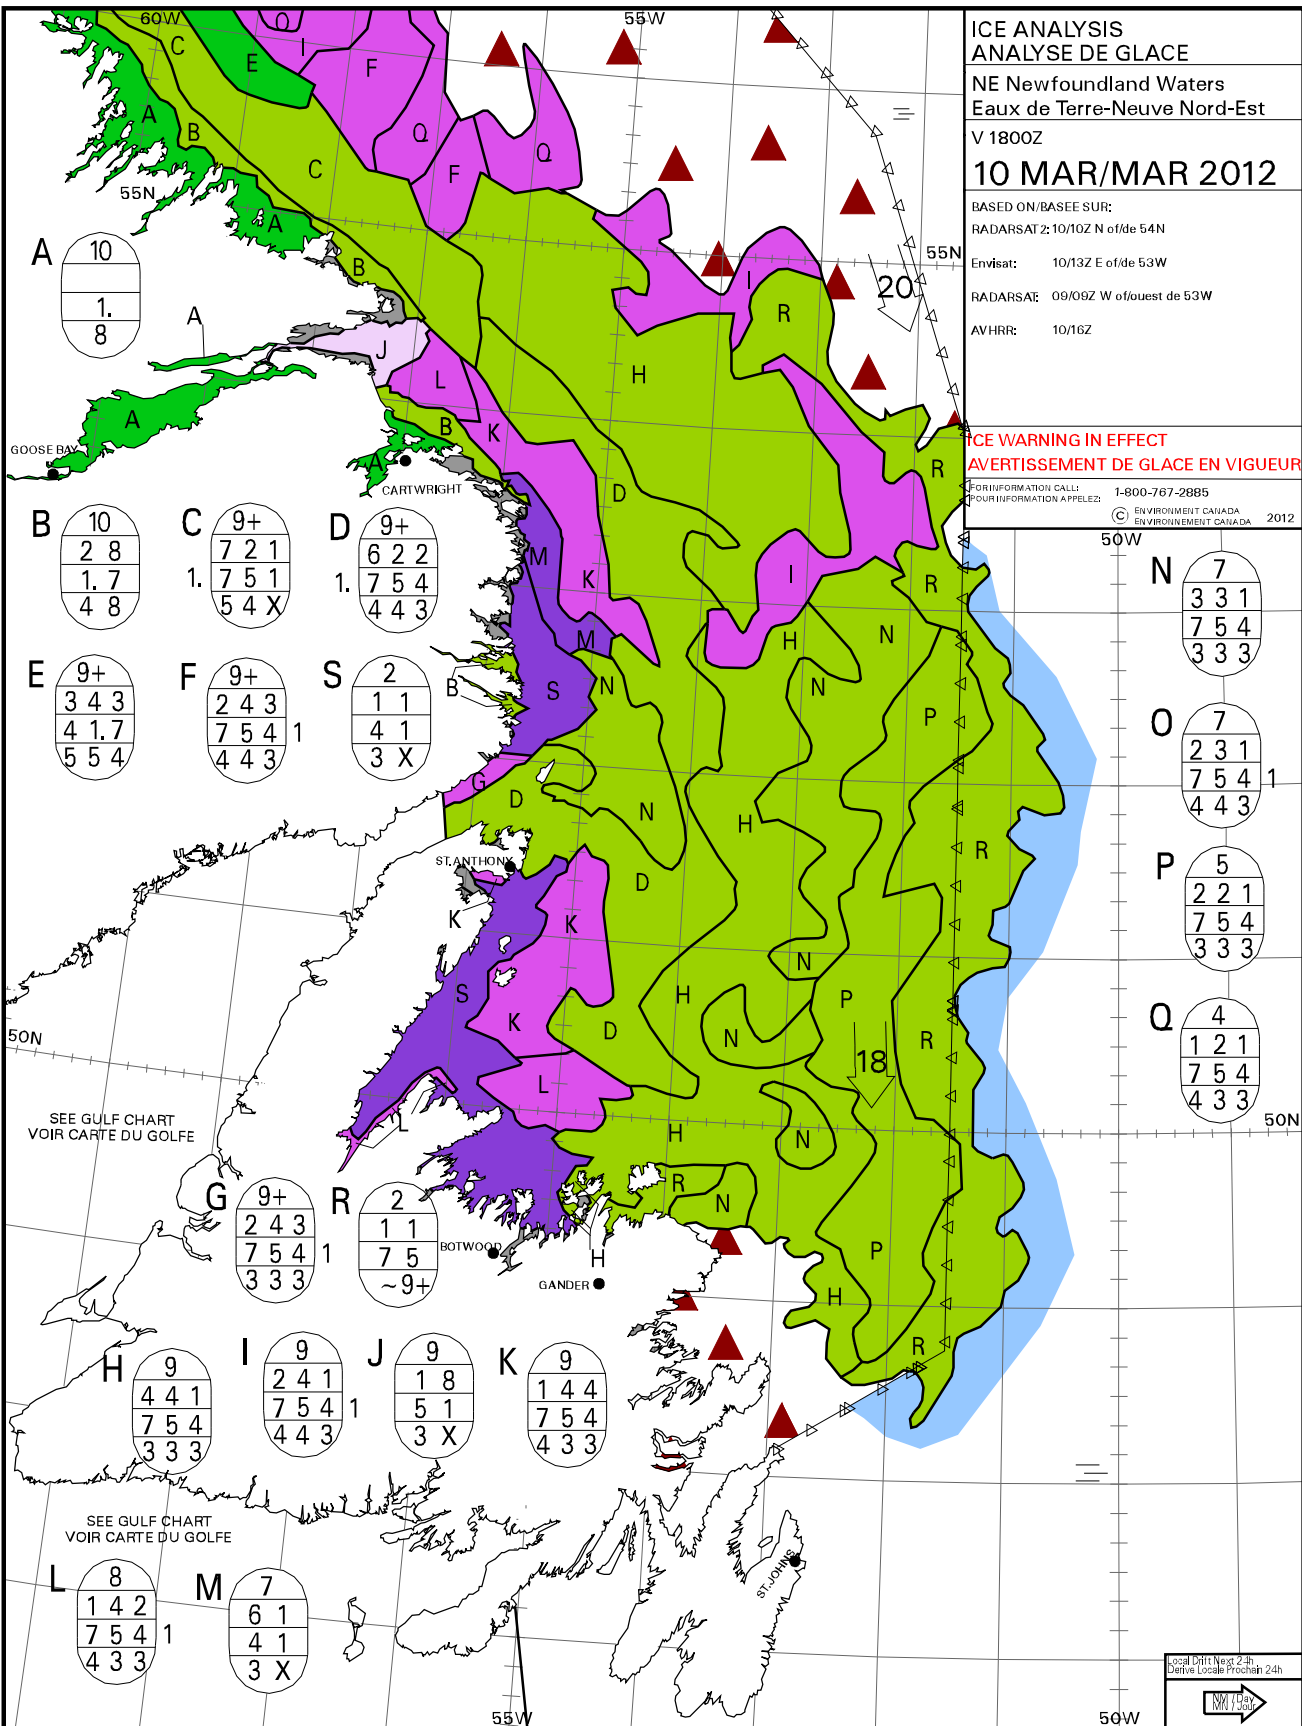 60W
55W
ICE ANALYSIS
ANALYSE DE GLACE
NE Newfoundland Waters
Eaux de Terre-Neuve Nord-Est
V 1800Z
10 MAR/MAR 2012
BASED ON/BASEE SUR:
RADARSAT 2: 10/10Z N of/de 54N
Envisat: 10/13Z E of/de 53W
RADARSAT: 09/09Z W of/ouest de 53W
AVHRR: 10/16Z
ICE WARNING IN EFFECT
AVERTISSEMENT DE GLACE EN VIGUEUR
FOR INFORMATION CALL:
POUR INFORMATION APPELEZ: 1-800-767-2885
© ENVIRONMENT CANADA
ENVIRONNEMENT CANADA 2012
Q
I
C
E
F
A
B
Q
Q
C
F
55N
A
55N
B
I
20
R
A
J
H
L
A
B
K
GOOSE BAY
A
CARTWRIGHT
D
R
M
K
I
R
50W
M
H
N
B
S
N
N
P
G
D
N
H
R
ST.ANTHONY
D
K
K
N
S
H
P
K
D
N
18
R
50N
L
L
H
N
50N
SEE GULF CHART
VOIR CARTE DU GOLFE
R
N
BOTWOOD
H
P
GANDER
H
R
SEE GULF CHART
VOIR CARTE DU GOLFE
ST.JOHNS
55W
50W
A
10
1.
8
B
10
2 8
1. 7
4 8
C
9+
7 2 1
1. 7 5 1
5 4 X
D
9+
6 2 2
1. 7 5 4
4 4 3
E
9+
3 4 3
4 1. 7
5 5 4
F
9+
2 4 3
7 5 4 1
4 4 3
S
2
1 1
4 1
3 X
N
7
3 3 1
7 5 4
3 3 3
O
7
2 3 1
7 5 4 1
4 4 3
P
5
2 2 1
7 5 4
3 3 3
Q
4
1 2 1
7 5 4
4 3 3
G
9+
2 4 3
7 5 4 1
3 3 3
R
2
1 1
7 5
~9+
H
9
4 4 1
7 5 4
3 3 3
I
9
2 4 1
7 5 4 1
4 4 3
J
9
1 8
5 1
3 X
K
9
1 4 4
7 5 4
4 3 3
L
8
1 4 2
7 5 4 1
4 3 3
M
7
6 1
4 1
3 X
Local Drift Next 24h
Derive Locale Prochain 24h
NM / Day
MN / Jour